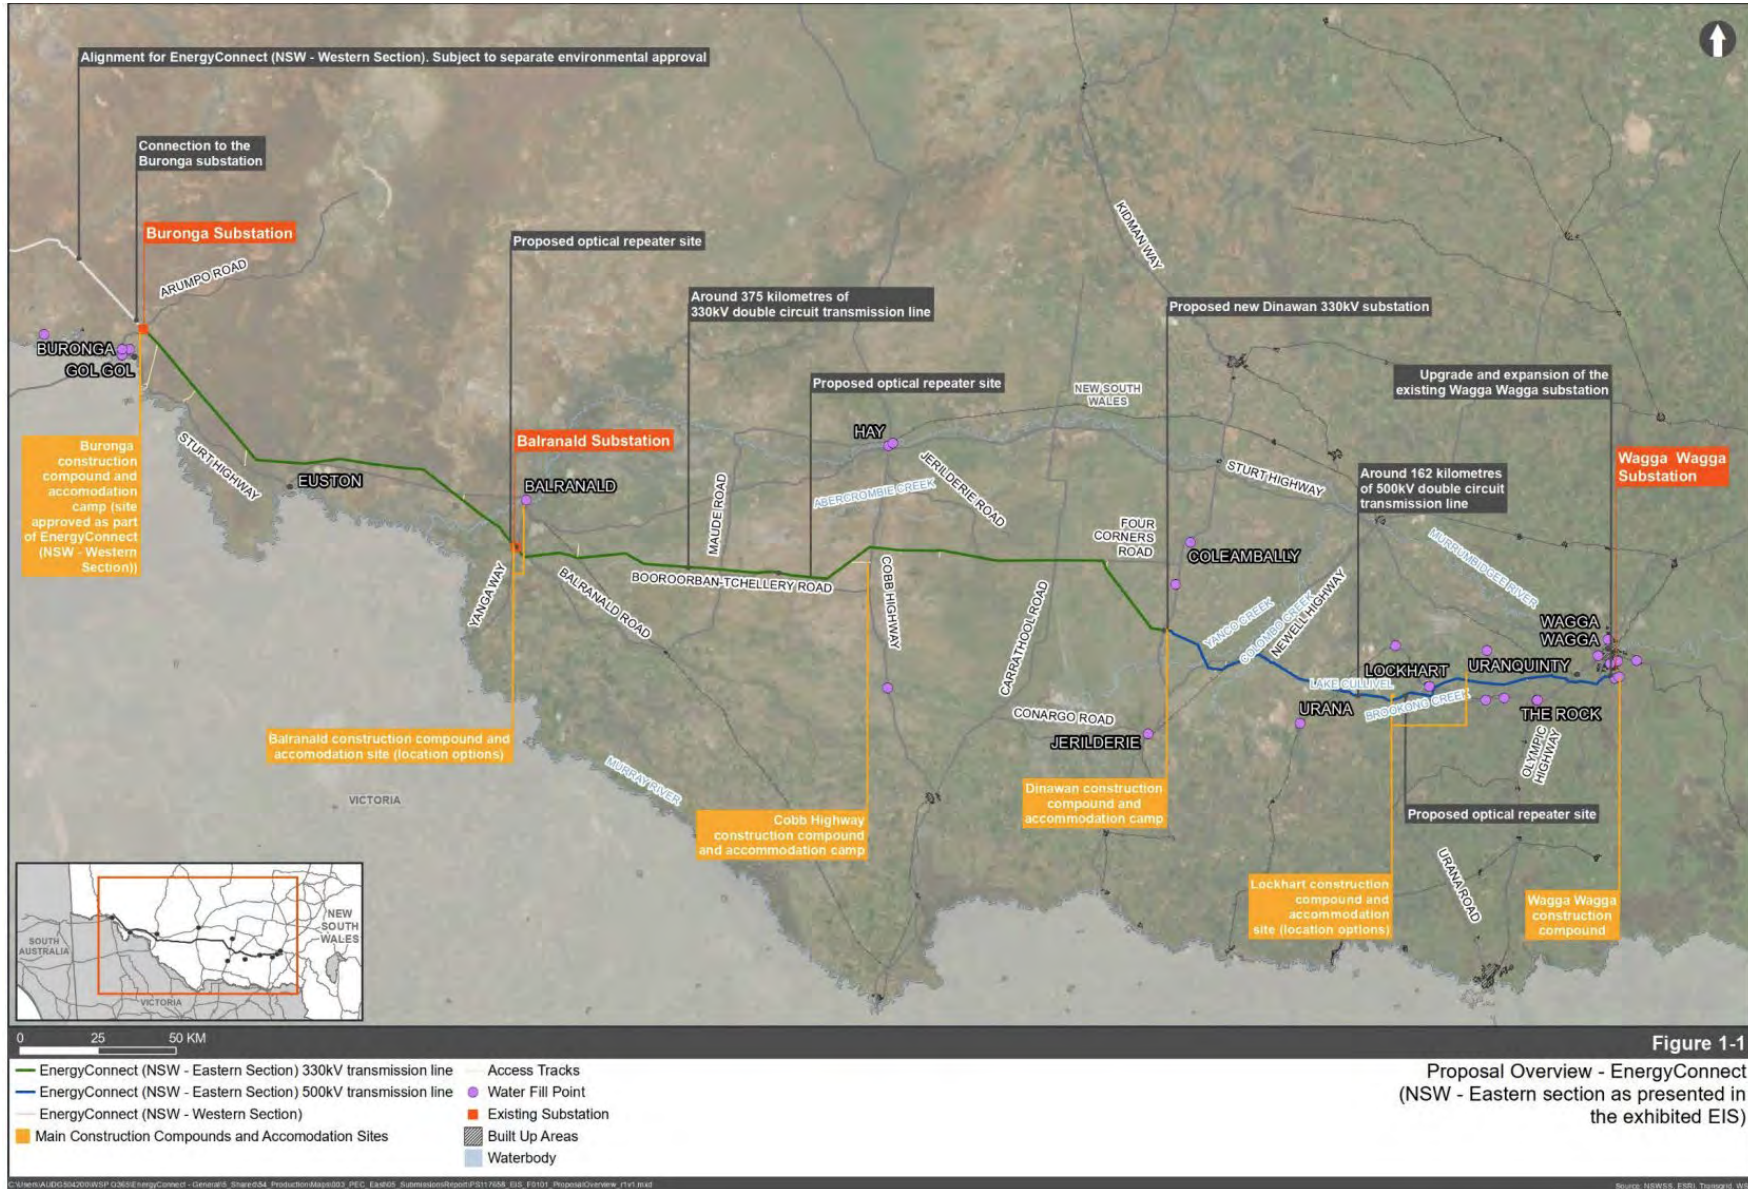 Alignment for EnergyConnect (NSW - Western Section). Subject to separate environmental approval
Connection to the
Buronga substation
Buronga Substation
ARUMPO ROAD
Proposed optical repeater site
Around 375 kilometres of
330kV double circuit transmission line
Proposed optical repeater site
KIDMAN WAY
Proposed new Dinawan 330kV substation
Upgrade and expansion of the
existing Wagga Wagga substation
BURONGA
GOL GOL
NEW SOUTH
WALES
HAY
Balranald Substation
Wagga Wagga
Substation
Buronga
construction
compound and
accomodation
camp (site
approved as part
of EnergyConnect
(NSW - Western
Section))
STURT HIGHWAY
EUSTON
BALRANALD
MAUDE ROAD
ABERCROMBIE CREEK
JERILDERIE ROAD
STURT HIGHWAY
Around 162 kilometres
of 500kV double circuit
transmission line
FOUR
CORNERS
ROAD
COLEAMBALLY
MURRUMBIDGEE RIVER
YANGA WAY
BALRANALD ROAD
BOOROORBAN-TCHELLERY ROAD
COBB HIGHWAY
CARRATHOOL ROAD
YANCO CREEK
COLOMBO CREEK
NEWELL HIGHWAY
WAGGA
WAGGA
LOCKHART
URANQUINTY
LAKE CULLIVEL
BROOKONG CREEK
URANA
THE ROCK
CONARGO ROAD
JERILDERIE
OLYMPIC
HIGHWAY
Balranald construction compound and
accomodation site (location options)
MURRAY RIVER
VICTORIA
Cobb Highway
construction compound
and accommodation camp
Dinawan construction
compound and
accommodation camp
Proposed optical repeater site
URANA ROAD
Lockhart construction
compound and
accommodation
site (location options)
Wagga Wagga
construction
compound
SOUTH
AUSTRALIA
NEW
SOUTH
WALES
VICTORIA
0 25 50 KM
Figure 1-1
EnergyConnect (NSW - Eastern Section) 330kV transmission line
EnergyConnect (NSW - Eastern Section) 500kV transmission line
EnergyConnect (NSW - Western Section)
Main Construction Compounds and Accomodation Sites
Access Tracks
Water Fill Point
Existing Substation
Built Up Areas
Waterbody
Proposal Overview - EnergyConnect
(NSW - Eastern section as presented in
the exhibited EIS)
Source: NSWSS, ESRI, Transgrid, WSP